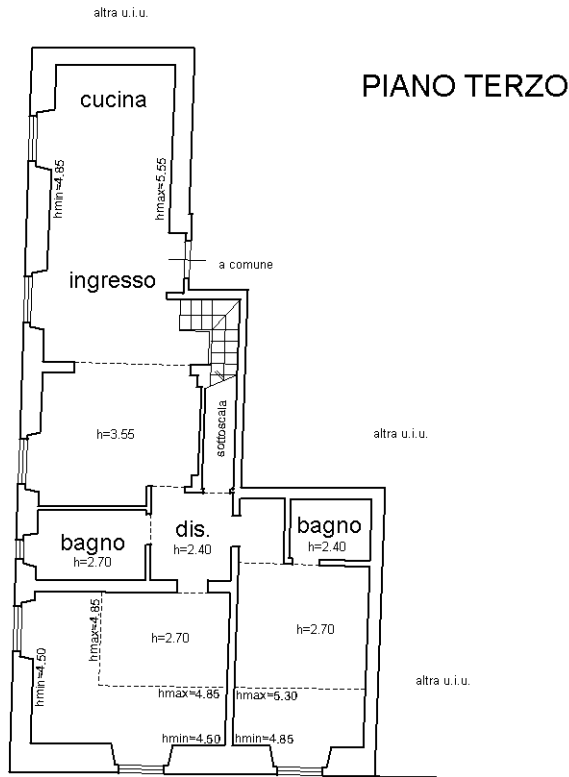 altra u.i.u.
PIANO TERZO
cucina
hmin=4.85
hmax=5.55
a comune
ingresso
sottoscala
h=3.55
altra u.i.u.
bagno
h=2.70
dis.
h=2.40
bagno
h=2.40
hmax=4.85
h=2.70
h=2.70
hmin=4.50
altra u.i.u.
hmax=4.85
hmax=5.30
hmin=4.50
hmin=4.85